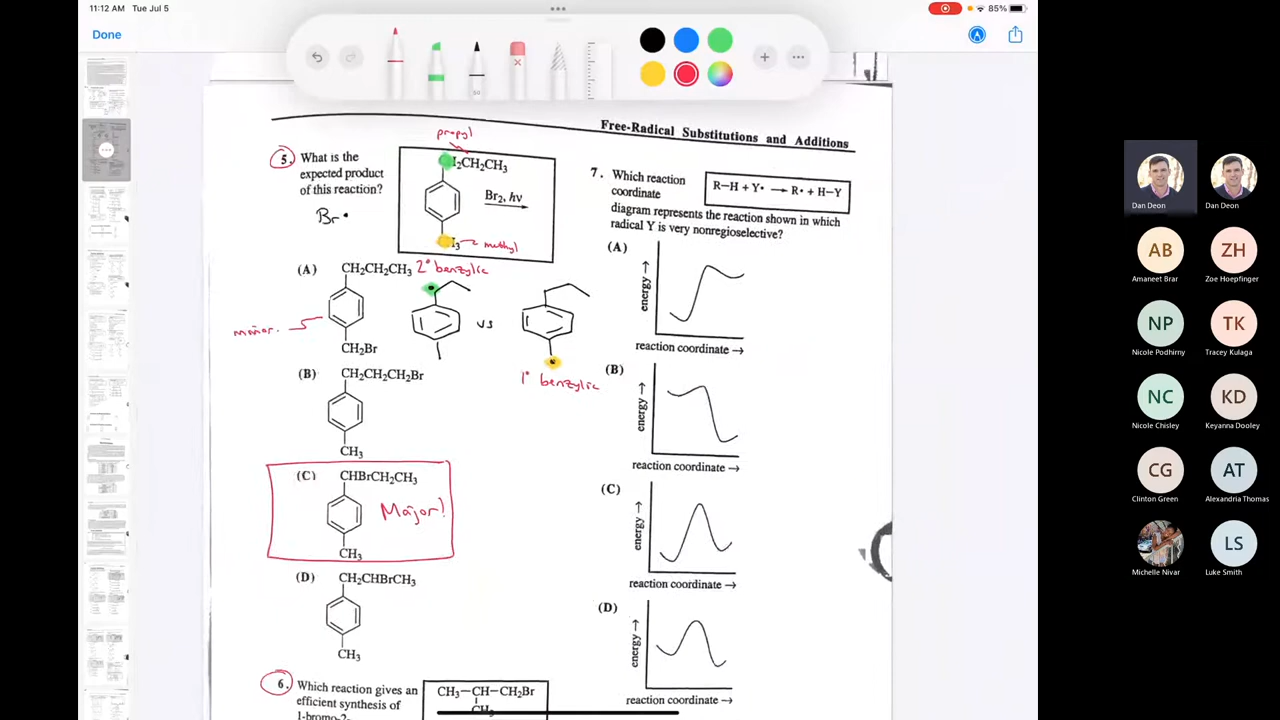 11:12 AM Tue Jul 5
85%
Done
Free-Radical Substitutions and Additions
propyl
5. What is the
expected product
of this reaction?
Br•
I₂CH₂CH₃
Br₂, hν
methyl
(A) CH₂CH₂CH₃ 2° benzylic
vs
minor.
CH₂Br
1° benzylic
(B) CH₂CH₂CH₂Br
CH₃
(C) CHBrCH₂CH₃
Major!
CH₃
(D) CH₂CHBrCH₃
CH₃
6. Which reaction gives an
efficient synthesis of
1-bromo-2-
CH₃—CH—CH₂Br
CH₃
7. Which reaction
coordinate
diagram represents the reaction shown in which
radical Y is very nonregioselective?
R—H + Y• → R• + H—Y
(A)
energy →
reaction coordinate →
(B)
energy →
reaction coordinate →
(C)
energy →
reaction coordinate →
(D)
energy →
reaction coordinate →
Dan Deon
Dan Deon
AB
Amaneet Brar
ZH
Zoe Hoepfinger
NP
Nicole Podhirny
TK
Tracey Kulaga
NC
Nicole Chisley
KD
Keyanna Dooley
CG
Clinton Green
AT
Alexandria Thomas
Michelle Nivar
LS
Luke Smith